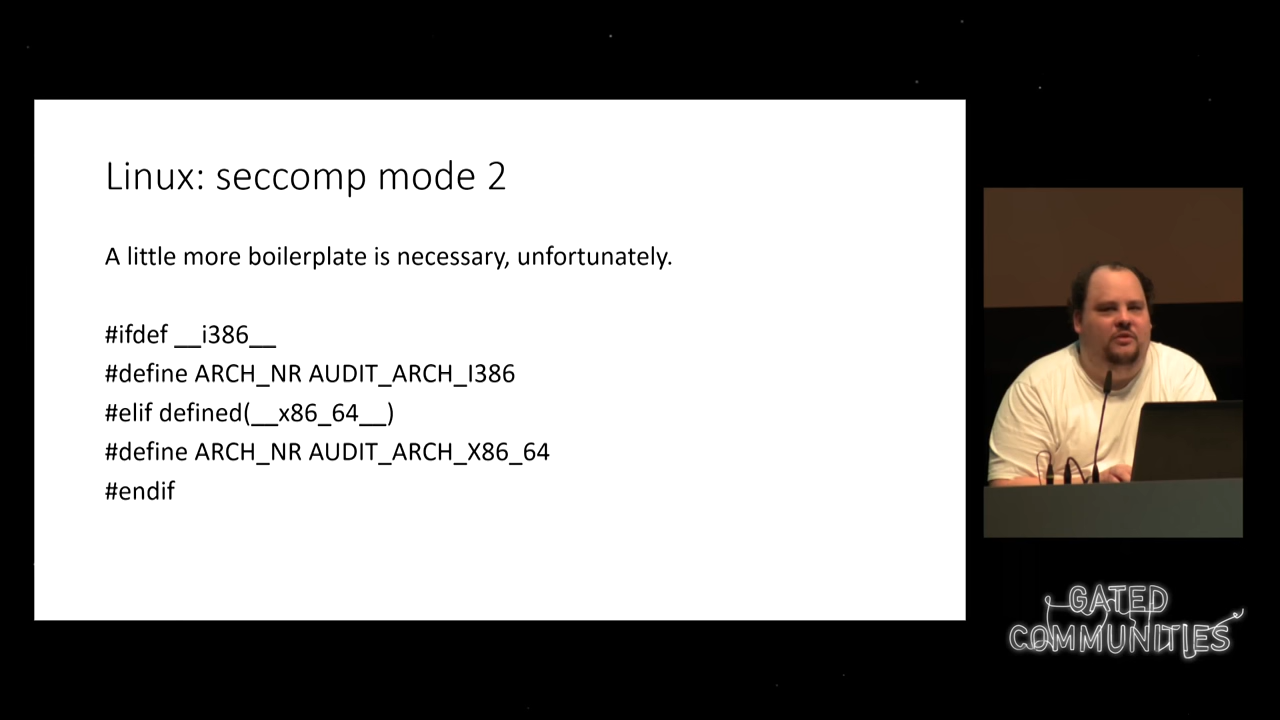 Linux: seccomp mode 2
A little more boilerplate is necessary, unfortunately.
#ifdef __i386__
#define ARCH_NR AUDIT_ARCH_I386
#elif defined(__x86_64__)
#define ARCH_NR AUDIT_ARCH_X86_64
#endif
GATED
COMMUNITIES